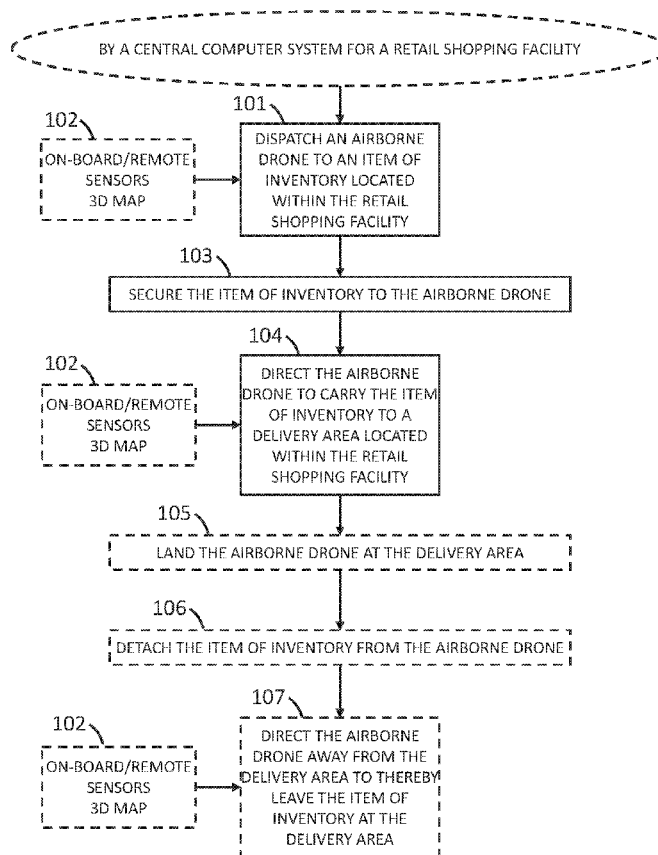 BY A CENTRAL COMPUTER SYSTEM FOR A RETAIL SHOPPING FACILITY
101
102
DISPATCH AN AIRBORNE
DRONE TO AN ITEM OF
INVENTORY LOCATED
WITHIN THE RETAIL
SHOPPING FACILITY
ON-BOARD/REMOTE
SENSORS
3D MAP
103
SECURE THE ITEM OF INVENTORY TO THE AIRBORNE DRONE
104
102
DIRECT THE AIRBORNE
DRONE TO CARRY THE ITEM
OF INVENTORY TO A
DELIVERY AREA LOCATED
WITHIN THE RETAIL
SHOPPING FACILITY
ON-BOARD/REMOTE
SENSORS
3D MAP
105
LAND THE AIRBORNE DRONE AT THE DELIVERY AREA
106
DETACH THE ITEM OF INVENTORY FROM THE AIRBORNE DRONE
107
102
DIRECT THE AIRBORNE
DRONE AWAY FROM THE
DELIVERY AREA TO THEREBY
LEAVE THE ITEM OF
INVENTORY AT THE
DELIVERY AREA
ON-BOARD/REMOTE
SENSORS
3D MAP